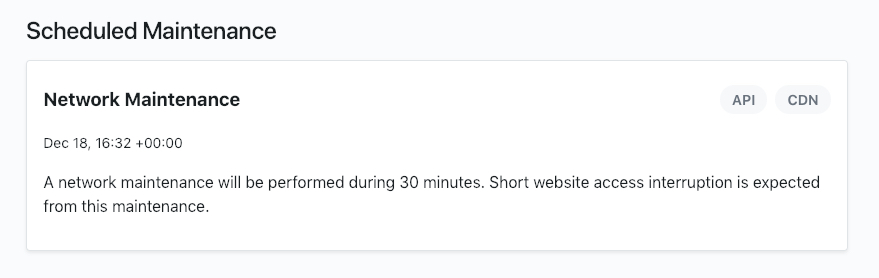 Scheduled Maintenance
Network Maintenance
API
CDN
Dec 18, 16:32 +00:00
A network maintenance will be performed during 30 minutes. Short website access interruption is expected
from this maintenance.